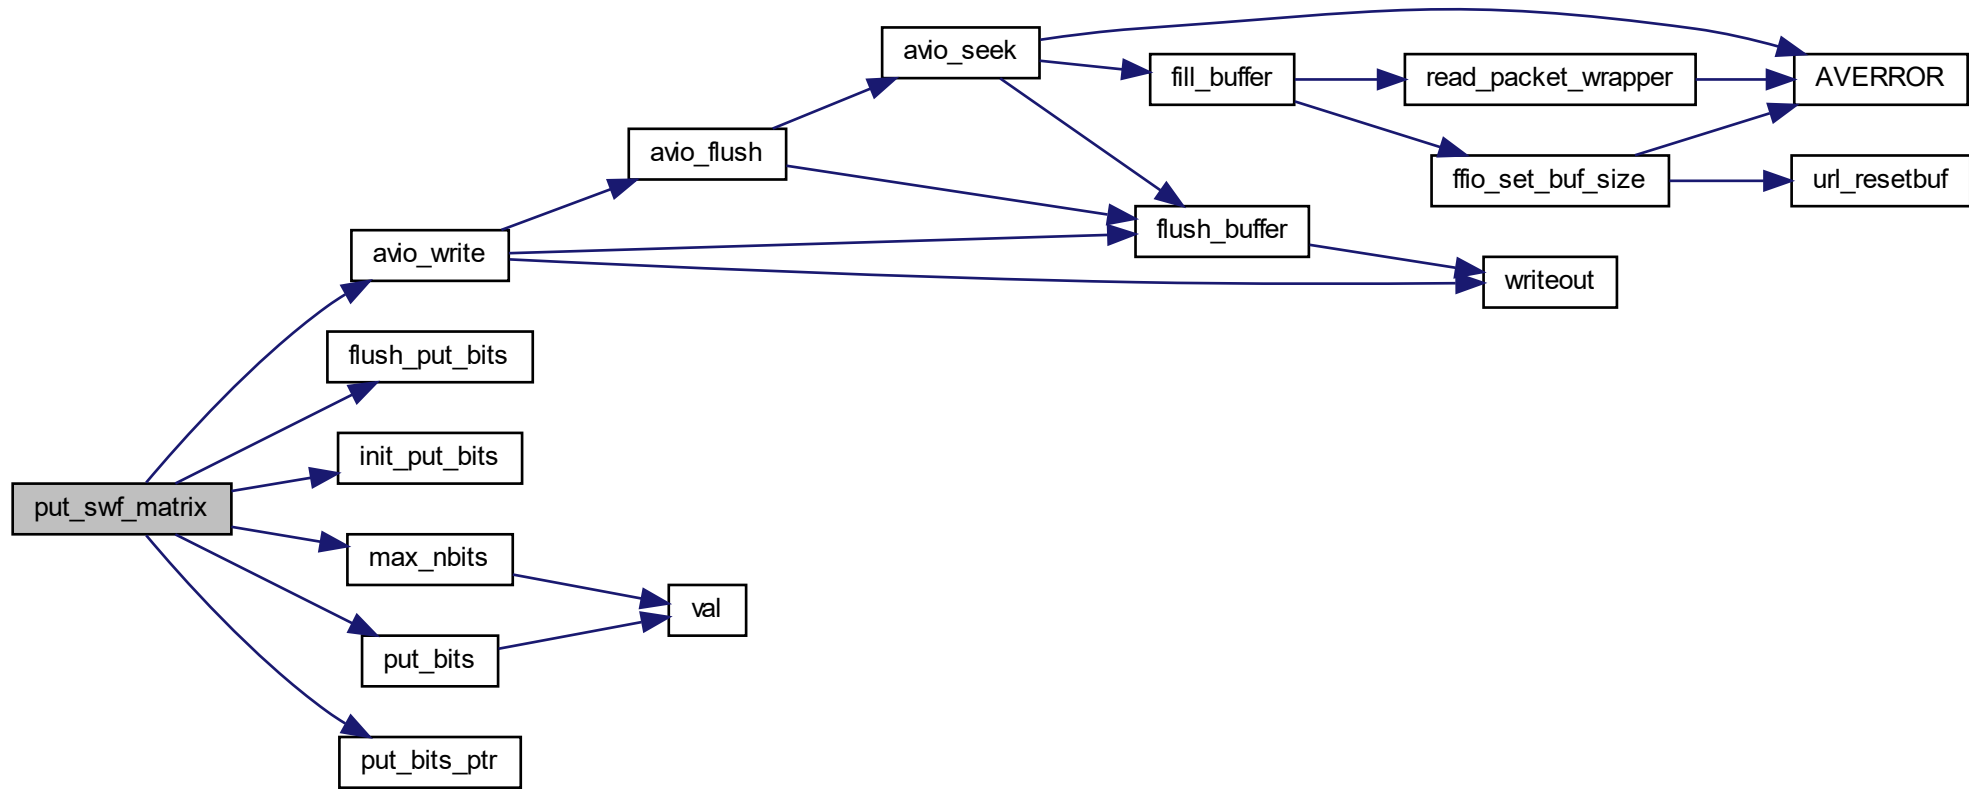 avio_seek
fill_buffer
read_packet_wrapper
AVERROR
avio_flush
ffio_set_buf_size
url_resetbuf
flush_buffer
avio_write
writeout
flush_put_bits
init_put_bits
put_swf_matrix
max_nbits
val
put_bits
put_bits_ptr